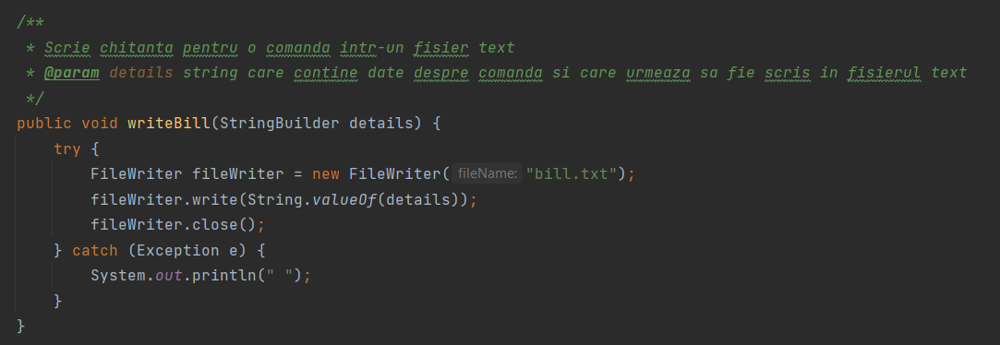 /**
 * Scrie chitanta pentru o comanda intr-un fisier text
 * @param details string care contine date despre comanda si care urmeaza sa fie scris in fisierul text
 */
public void writeBill(StringBuilder details) {
    try {
        FileWriter fileWriter = new FileWriter( fileName: "bill.txt");
        fileWriter.write(String.valueOf(details));
        fileWriter.close();
    } catch (Exception e) {
        System.out.println(" ");
    }
}